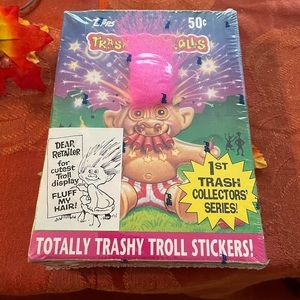 Topps
50¢
TRASH
OLLS
DEAR
RETAILER
for
cutest
Troll
display
FLUFF
MY
HAIR!
1ST
TRASH
COLLECTORS'
SERIES!
TOTALLY TRASHY TROLL STICKERS!